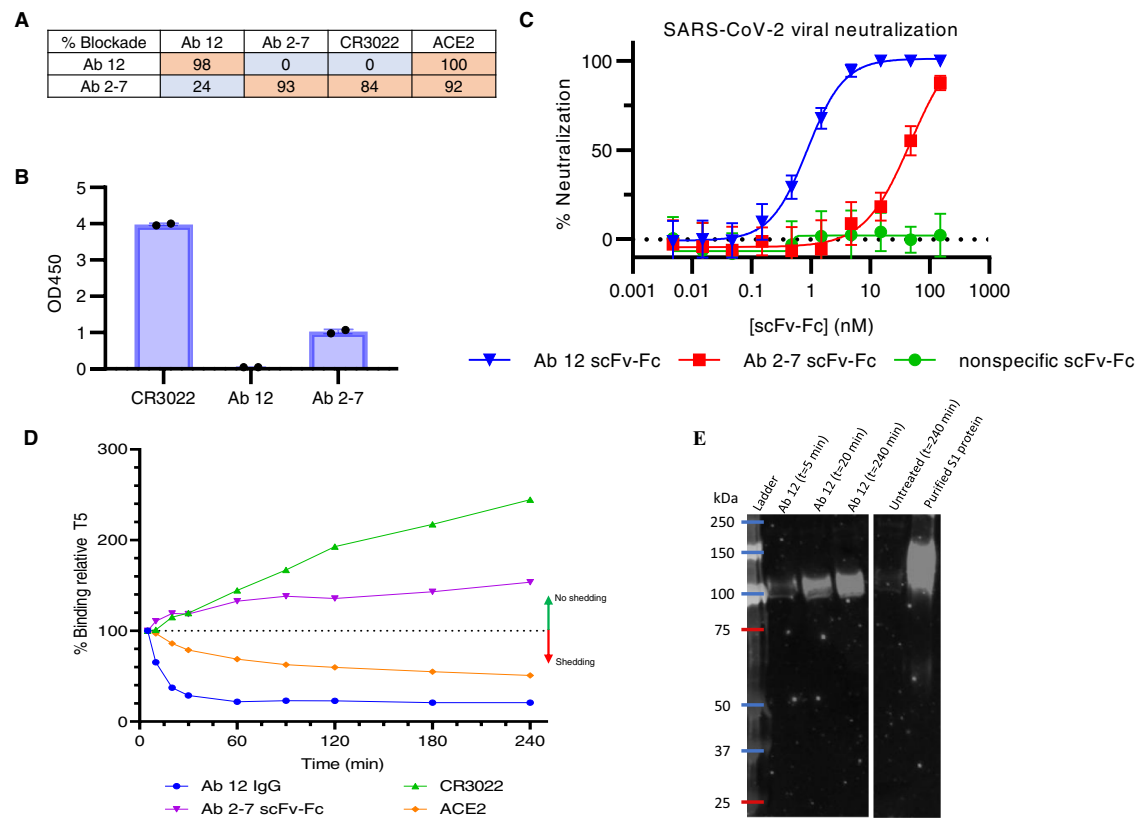 A
% Blockade Ab 12 Ab 2-7 CR3022 ACE2
Ab 12 98 0 0 100
Ab 2-7 24 93 84 92
B
OD450
5
4
3
2
1
0
CR3022 Ab 12 Ab 2-7
C
SARS-CoV-2 viral neutralization
% Neutralization
100
50
0
0.001 0.01 0.1 1 10 100 1000
[scFv-Fc] (nM)
Ab 12 scFv-Fc Ab 2-7 scFv-Fc nonspecific scFv-Fc
D
% Binding relative T5
300
200
100
0
No shedding
Shedding
0 60 120 180 240
Time (min)
Ab 12 IgG CR3022
Ab 2-7 scFv-Fc ACE2
E
kDa
Ladder
Ab 12 (t=5 min)
Ab 12 (t=20 min)
Ab 12 (t=240 min)
Untreated (t=240 min)
Purified S1 protein
250
150
100
75
50
37
25